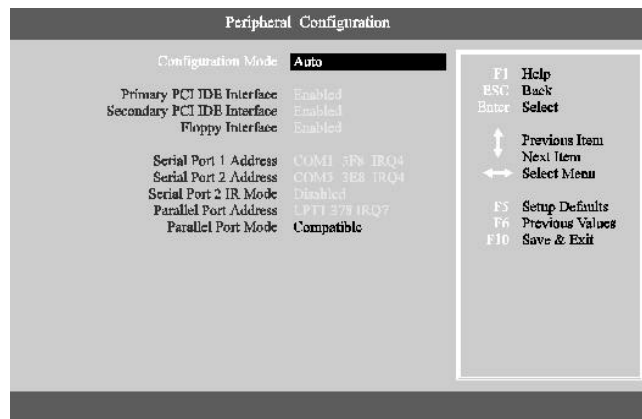 Peripheral Configuration
Configuration Mode Auto
Primary PCI IDE Interface Enabled
Secondary PCI IDE Interface Enabled
Floppy Interface Enabled
Serial Port 1 Address COM1 3F8 IRQ4
Serial Port 2 Address COM3 3E8 IRQ4
Serial Port 2 IR Mode Disabled
Parallel Port Address LPT1 378 IRQ7
Parallel Port Mode Compatible
F1 Help
ESC Back
Enter Select
Previous Item
Next Item
Select Menu
F5 Setup Defaults
F6 Previous Values
F10 Save & Exit